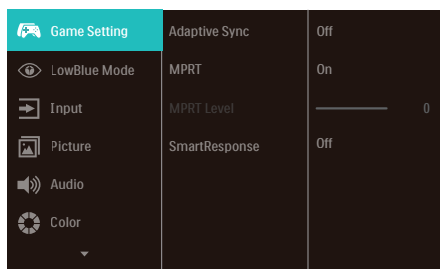 Game Setting Adaptive Sync Off
LowBlue Mode MPRT On
Input MPRT Level 0
Picture SmartResponse Off
Audio
Color